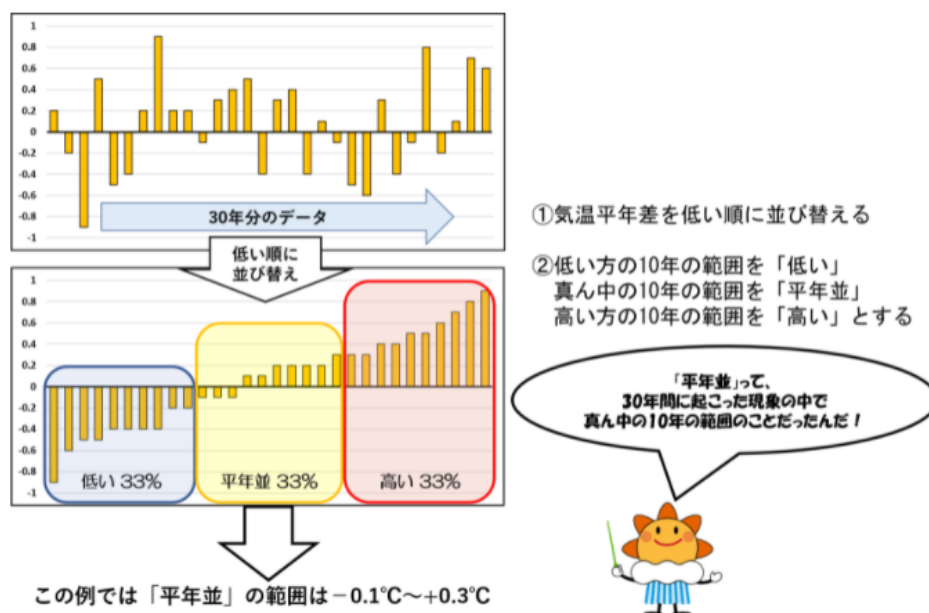 1
0.8
0.6
0.4
0.2
0
-0.2
-0.4
-0.6
-0.8
-1
30年分のデータ
低い順に
並び替え
1
0.8
0.6
0.4
0.2
0
-0.2
-0.4
-0.6
-0.8
-1
低い 33%
平年並 33%
高い 33%
この例では「平年並」の範囲は－0.1℃～+0.3℃
①気温平年差を低い順に並び替える
②低い方の10年の範囲を「低い」
真ん中の10年の範囲を「平年並」
高い方の10年の範囲を「高い」とする
「平年並」って、
30年間に起こった現象の中で
真ん中の10年の範囲のことだったんだ！